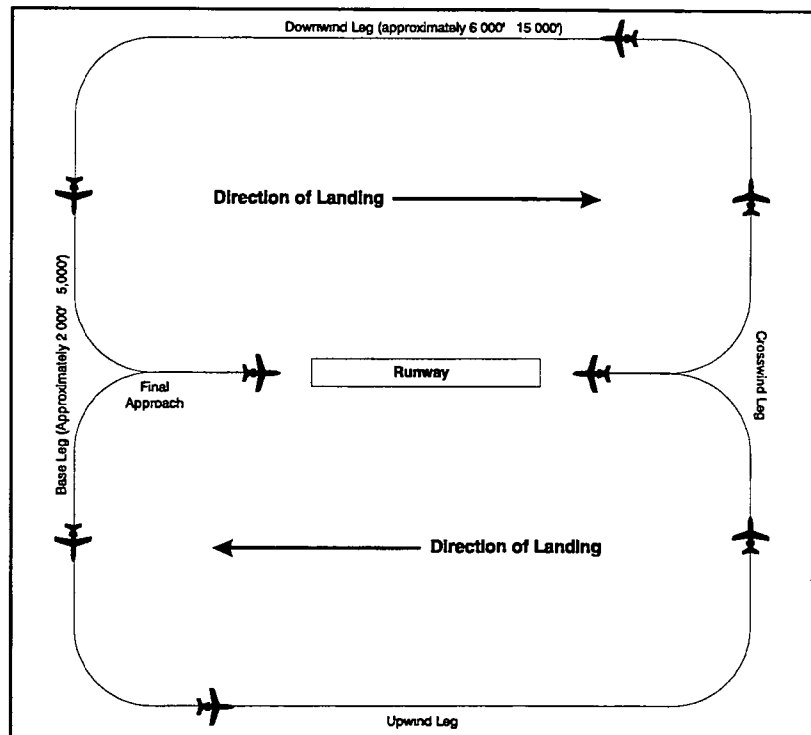 Downwind Leg (approximately 6 000' 15 000')
Direction of Landing
Base Leg (Approximately 2 000' 5,000')
Crosswind Leg
Runway
Final
Approach
Direction of Landing
Upwind Leg